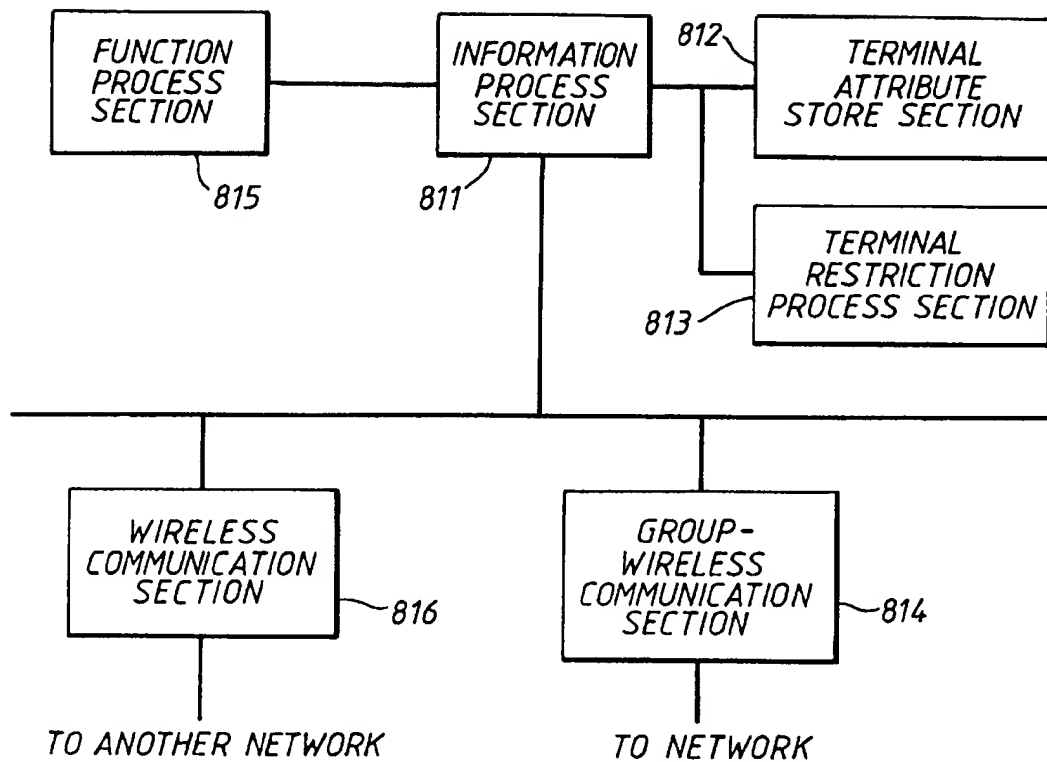 FUNCTION
PROCESS
SECTION
815
INFORMATION
PROCESS
SECTION
811
812
TERMINAL
ATTRIBUTE
STORE SECTION
TERMINAL
RESTRICTION
PROCESS SECTION
813
WIRELESS
COMMUNICATION
SECTION
816
GROUP-
WIRELESS
COMMUNICATION
SECTION
814
TO ANOTHER NETWORK
TO NETWORK